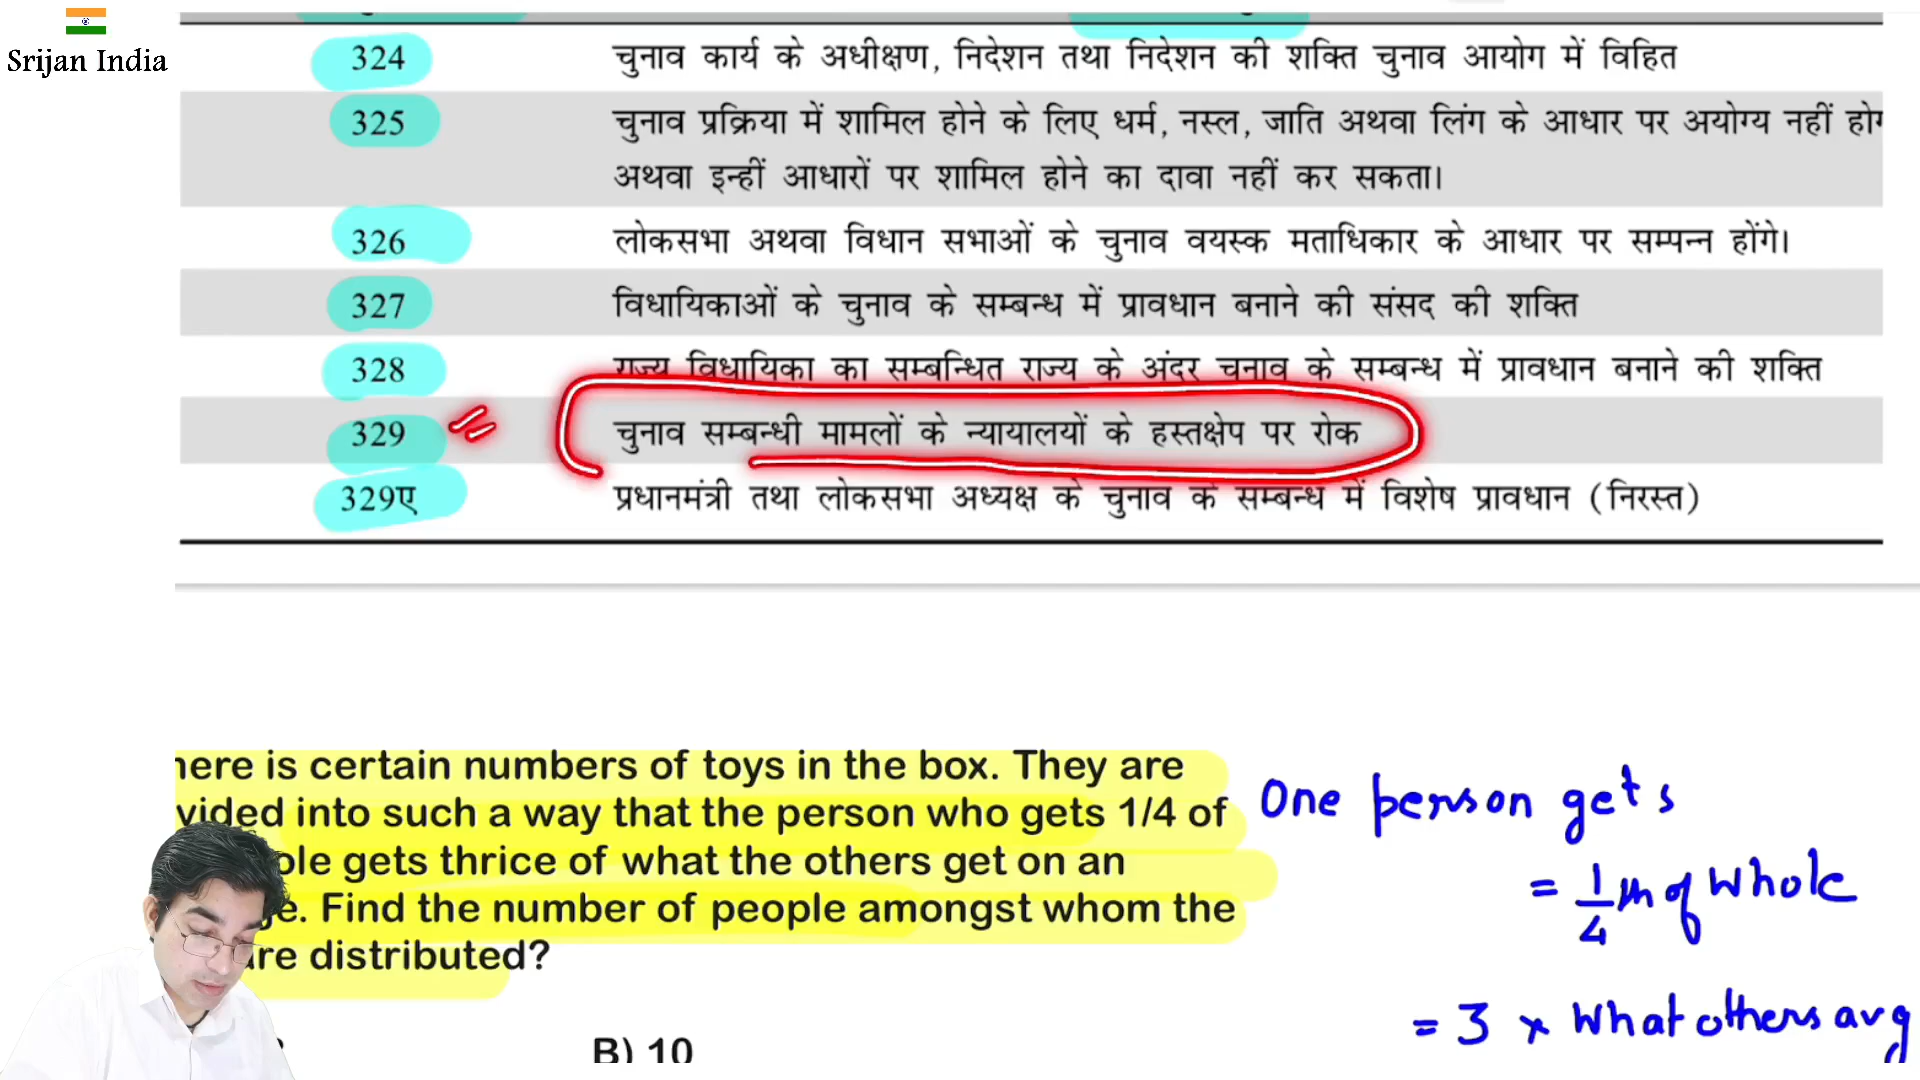 Srijan India
324 चुनाव कार्य के अधीक्षण, निदेशन तथा निदेशन की शक्ति चुनाव आयोग में विहित
325 चुनाव प्रक्रिया में शामिल होने के लिए धर्म, नस्ल, जाति अथवा लिंग के आधार पर अयोग्य नहीं
अथवा इन्हीं आधारों पर शामिल होने का दावा नहीं कर सकता।
326 लोकसभा अथवा विधान सभाओं के चुनाव वयस्क मताधिकार के आधार पर सम्पन्न होंगे।
327 विधायिकाओं के चुनाव के सम्बन्ध में प्रावधान बनाने की संसद की शक्ति
328 राज्य विधायिका का सम्बन्धित राज्य के अंदर चुनाव के सम्बन्ध में प्रावधान बनाने की शक्ति
329 चुनाव सम्बन्धी मामलों के न्यायालयों के हस्तक्षेप पर रोक
329ए प्रधानमंत्री तथा लोकसभा अध्यक्ष के चुनाव के सम्बन्ध में विशेष प्रावधान (निरस्त)
here is certain numbers of toys in the box. They are
vided into such a way that the person who gets 1/4 of
ole gets thrice of what the others get on an
e. Find the number of people amongst whom the
are distributed?
B) 10
One person gets
= 1/4 th of whole
= 3 × what others avg